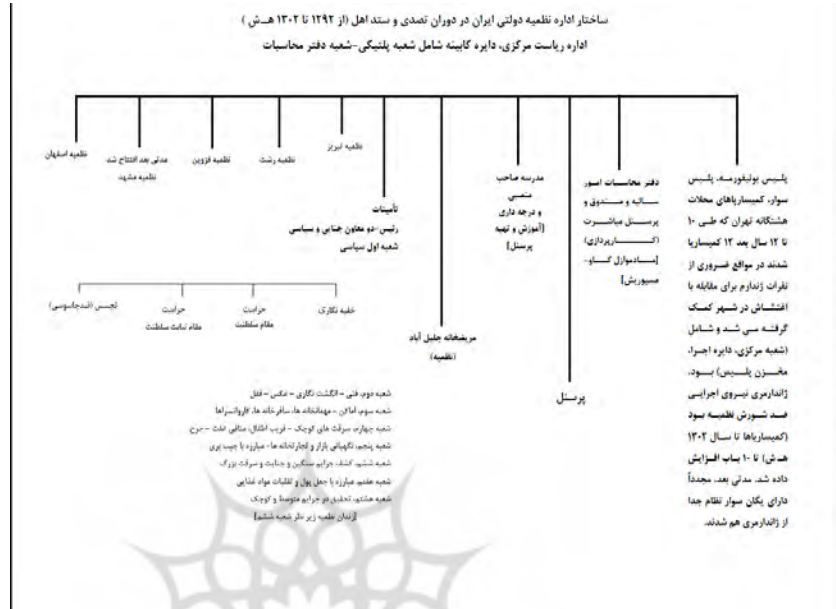 ساختار اداره نظمیه دولتی ایران در دوران تصدی و ستد اهل (از ۱۲۹۲ تا ۱۳۰۲ هـ‌ش )
اداره ریاست مرکزی، دایره کابینه شامل شعبه پلتیکی-شعبه دفتر محاسبات
پلیس یونیفورمه، پلیس
سوار، کمیساریاهای محلات
هشتگانه تهران که طی ۱۰
تا ۱۲ سال بعد ۱۲ کمیساریا
شدند در مواقع ضروری از
نفرات ژندارم برای مقابله با
اغتشاش در شهر کمک
گرفته می شد و شامل
(شعبه مرکزی، دایره اجرا،
مخزن پلیس) بود.
ژاندارمری نیروی اجرایی
ضد شورش نظمیه بود
(کمیساریاها تا سال ۱۳۰۲
هـ‌ش) تا ۱۰ باب افزایش
داده شد. مدتی بعد، مجدداً
دارای یگان سوار نظام جدا
از ژاندارمری هم شدند.
دفتر محاسبات امور
مالیه و صندوق و
پرسنل مباشرت
(کارپردازی)
[مادموازل گاو-
مسیوریش]
پرسنل
مدرسه صاحب
منصبی
و درجه داری
[آموزش و تهیه
پرسنل]
مریضخانه جلیل آباد
(نظمیه)
تأمینات
رئیس-دو معاون جنایی و سیاسی
شعبه اول سیاسی
نظمیه تبریز
نظمیه رشت
نظمیه قزوین
مدتی بعد افتتاح شد
نظمیه مشهد
نظمیه اصفهان
خفیه نگاری
حراست
مقام سلطنت
حراست
مقام نیابت سلطنت
تجسس (ضدجاسوسی)
شعبه دوم، فنی – انگشت نگاری – عکس – قفل
شعبه سوم، اماکن – مهمانخانه ها، مسافرخانه ها، کاروانسراها
شعبه چهارم، سرقت های کوچک – فریب اطفال، منافی عفت – جرح
شعبه پنجم، نگهبانی بازار و تجارتخانه ها- مبارزه با جیب بری
شعبه ششم، کشف جرایم سنگین و جنایت و سرقت بزرگ
شعبه هفتم، مبارزه با جعل پول و تقلبات مواد غذایی
شعبه هشتم، تحقیق در جرایم متوسط و کوچک
[زندان نظمیه زیر نظر شعبه ششم]